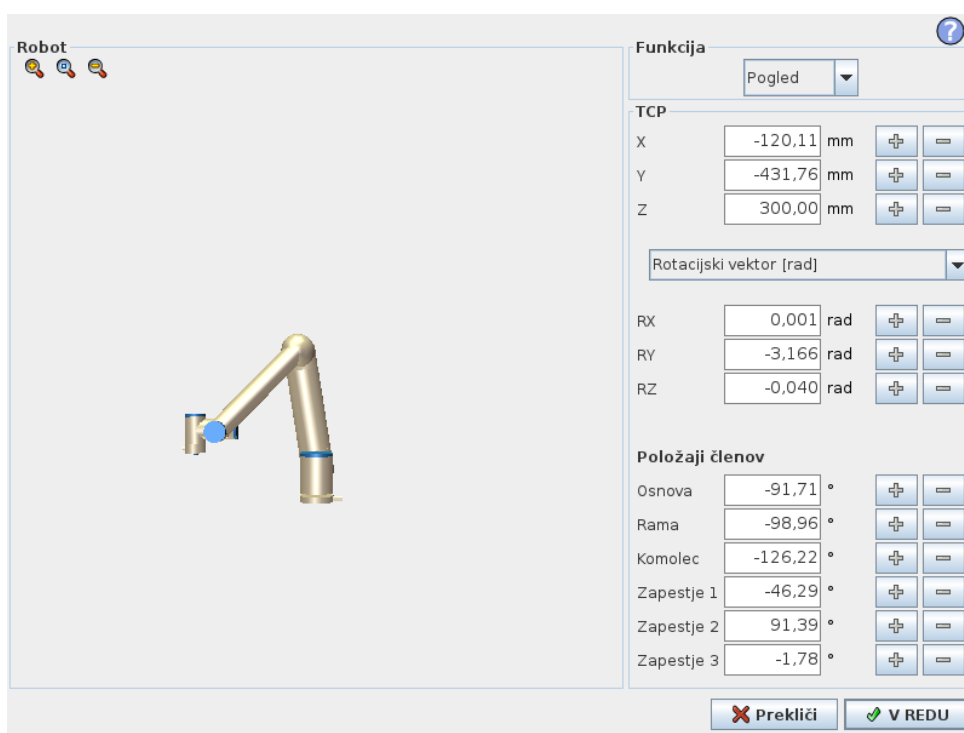 Robot
Funkcija
Pogled
TCP
X -120,11 mm
Y -431,76 mm
Z 300,00 mm
Rotacijski vektor [rad]
RX 0,001 rad
RY -3,166 rad
RZ -0,040 rad
Položaji členov
Osnova -91,71 °
Rama -98,96 °
Komolec -126,22 °
Zapestje 1 -46,29 °
Zapestje 2 91,39 °
Zapestje 3 -1,78 °
Prekliči V REDU